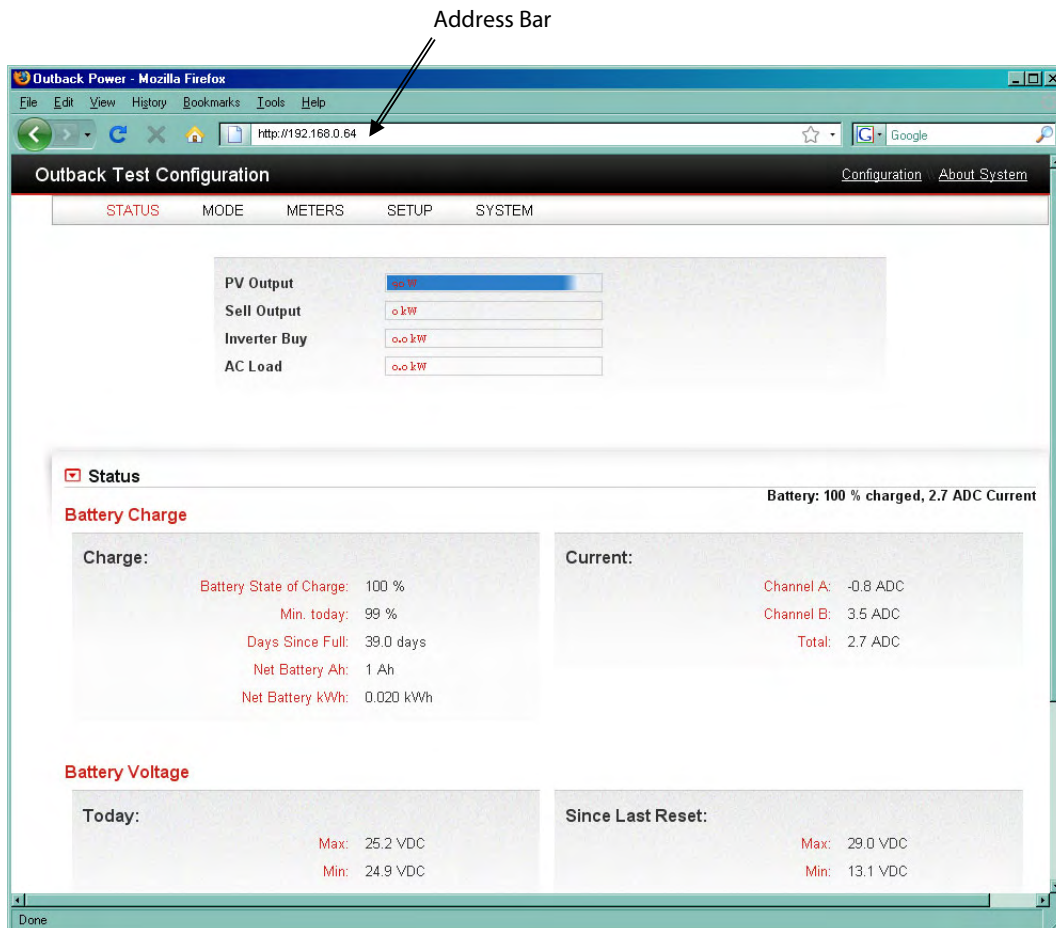 Address Bar
Outback Power - Mozilla Firefox
File Edit View History Bookmarks Tools Help
http://192.168.0.64
G Google
Outback Test Configuration
Configuration \\ About System
STATUS MODE METERS SETUP SYSTEM
PV Output W
Sell Output 0 kW
Inverter Buy 0.0 kW
AC Load 0.0 kW
Status
Battery: 100 % charged, 2.7 ADC Current
Battery Charge
Charge:
Battery State of Charge: 100 %
Min. today: 99 %
Days Since Full: 39.0 days
Net Battery Ah: 1 Ah
Net Battery kWh: 0.020 kWh
Current:
Channel A: -0.8 ADC
Channel B: 3.5 ADC
Total: 2.7 ADC
Battery Voltage
Today:
Max: 25.2 VDC
Min: 24.9 VDC
Since Last Reset:
Max: 29.0 VDC
Min: 13.1 VDC
Done